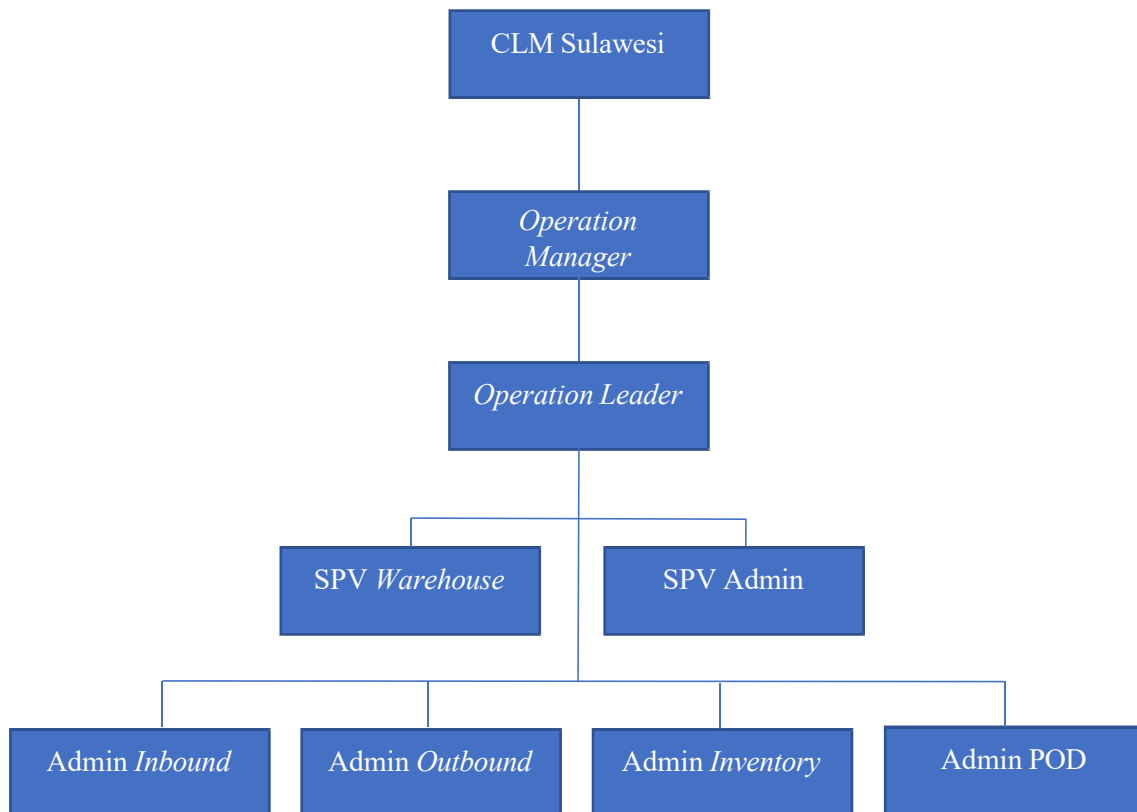 CLM Sulawesi
Operation
Manager
Operation Leader
SPV Warehouse
SPV Admin
Admin Inbound
Admin Outbound
Admin Inventory
Admin POD